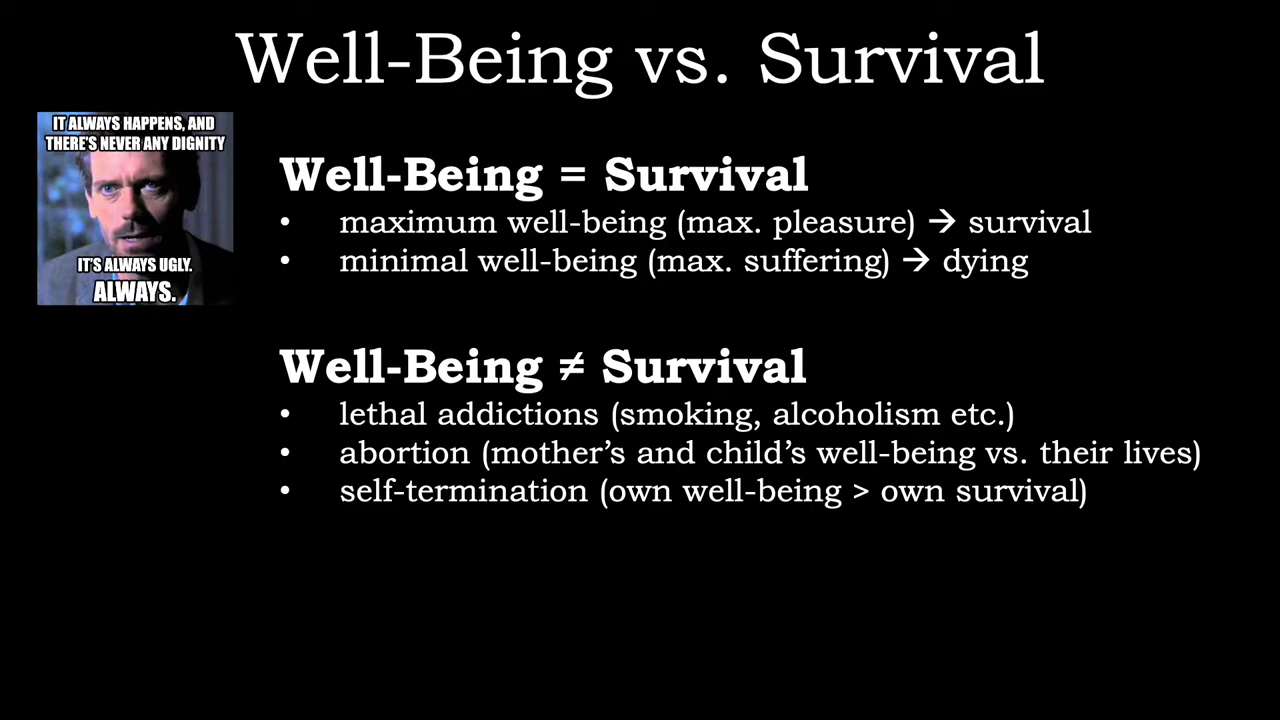 Well-Being vs. Survival
IT ALWAYS HAPPENS, AND
THERE'S NEVER ANY DIGNITY
IT'S ALWAYS UGLY.
ALWAYS.
Well-Being = Survival
• maximum well-being (max. pleasure) → survival
• minimal well-being (max. suffering) → dying
Well-Being ≠ Survival
• lethal addictions (smoking, alcoholism etc.)
• abortion (mother’s and child’s well-being vs. their lives)
• self-termination (own well-being > own survival)